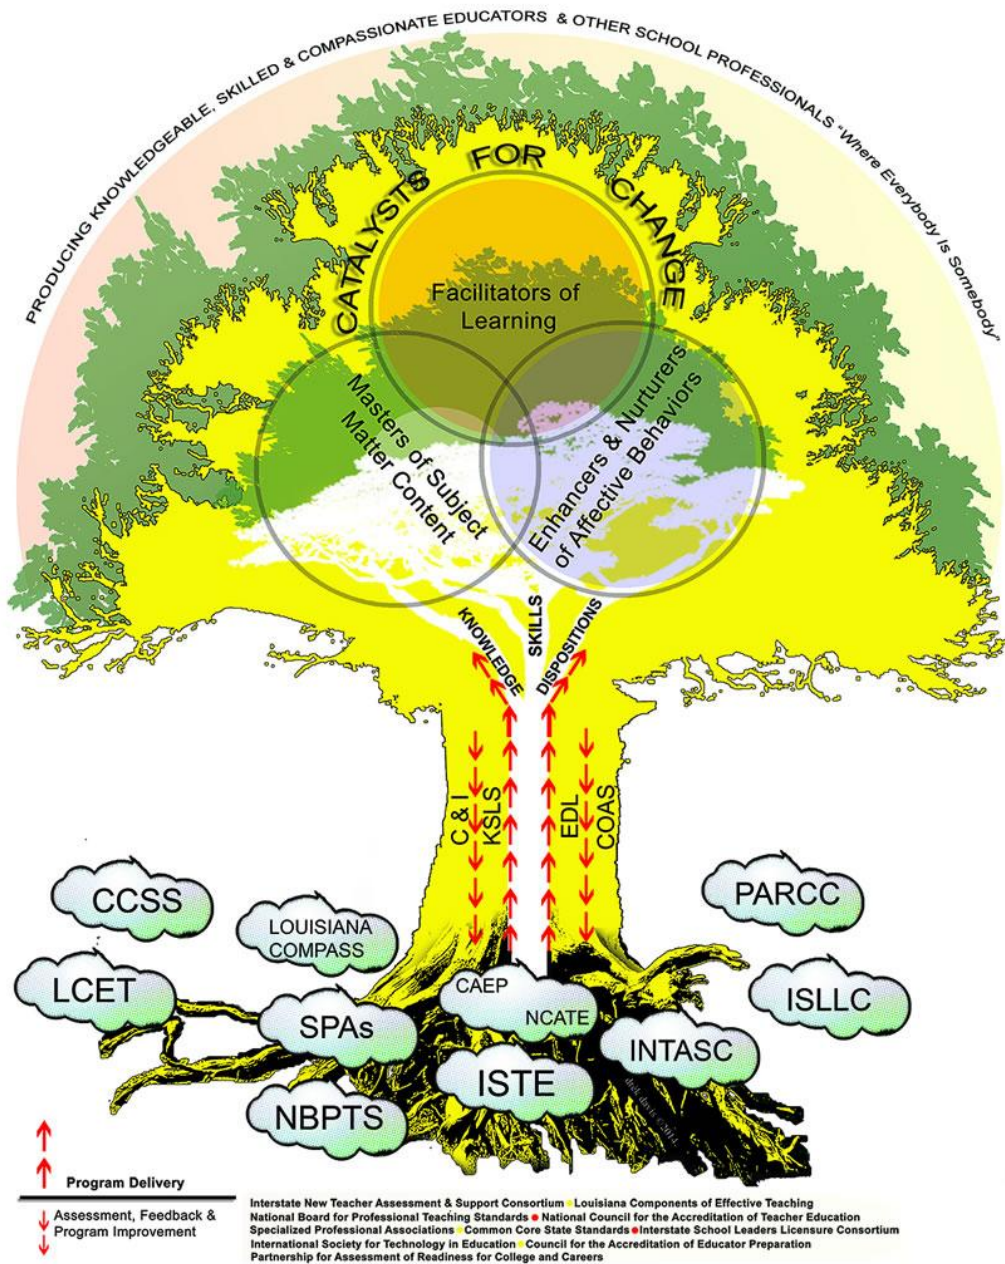 PRODUCING KNOWLEDGEABLE, SKILLED & COMPASSIONATE EDUCATORS & OTHER SCHOOL PROFESSIONALS "Where Everybody Is Somebody"
CATALYSTS FOR CHANGE
Facilitators of
Learning
Masters of Subject
Matter Content
Enhancers & Nurturers
of Affective Behaviors
KNOWLEDGE
SKILLS
DISPOSITIONS
C & I
KSLS
EDL
COAS
CCSS
LOUISIANA
COMPASS
PARCC
LCET
SPAs
CAEP
NCATE
INTASC
ISLLC
NBPTS
ISTE
drek davis ©2014
Program Delivery
Assessment, Feedback &
Program Improvement
Interstate New Teacher Assessment & Support Consortium ● Louisiana Components of Effective Teaching
National Board for Professional Teaching Standards ● National Council for the Accreditation of Teacher Education
Specialized Professional Associations ● Common Core State Standards ● Interstate School Leaders Licensure Consortium
International Society for Technology in Education ● Council for the Accreditation of Educator Preparation
Partnership for Assessment of Readiness for College and Careers